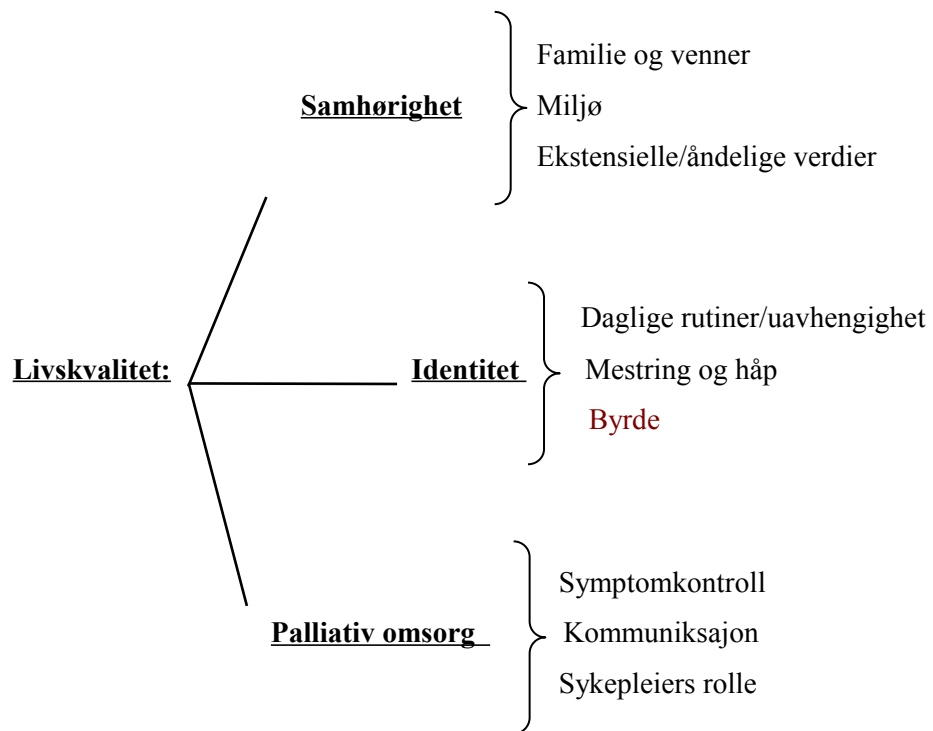 Familie og venner
Samhørighet
Miljø
Ekstensielle/åndelige verdier
Daglige rutiner/uavhengighet
Livskvalitet:
Identitet
Mestring og håp
Byrde
Symptomkontroll
Palliativ omsorg
Kommuniksajon
Sykepleiers rolle